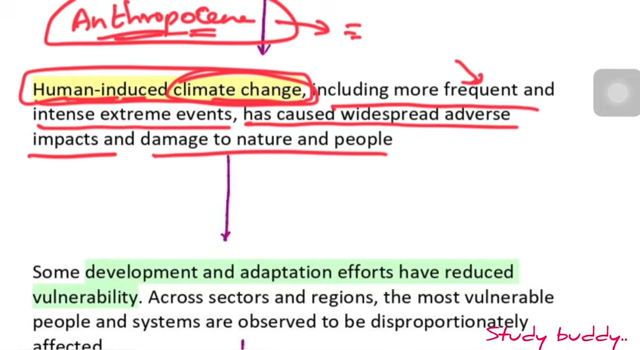 Anthropocene
Human-induced climate change, including more frequent and
intense extreme events, has caused widespread adverse
impacts and damage to nature and people
Some development and adaptation efforts have reduced
vulnerability. Across sectors and regions, the most vulnerable
people and systems are observed to be disproportionately
affected
Study buddy..